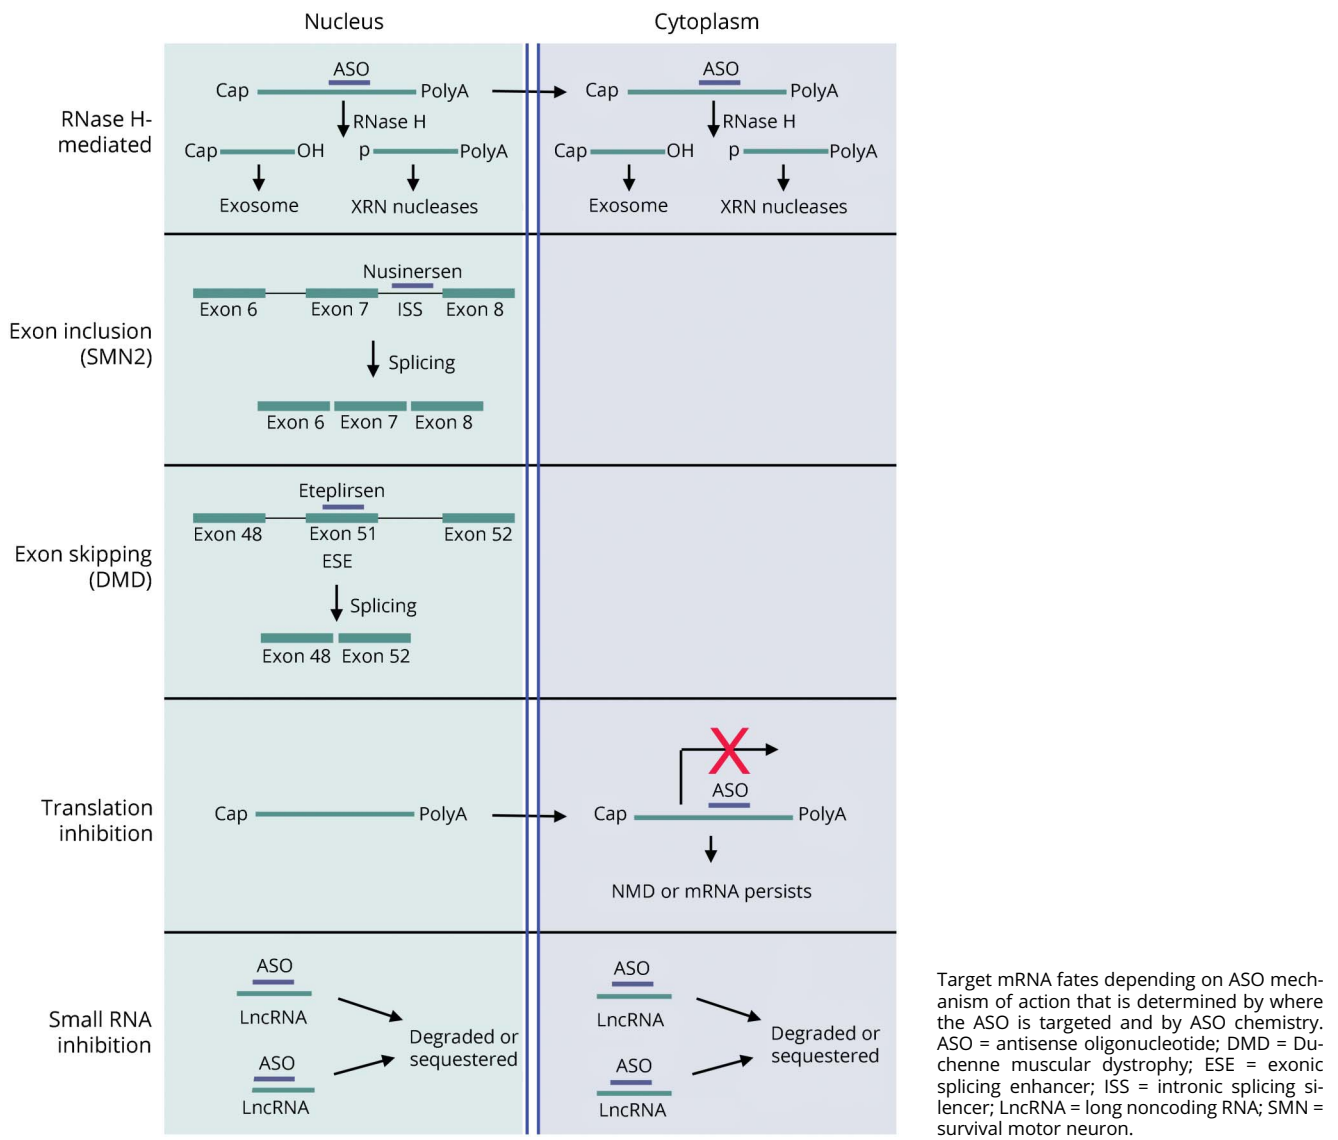 Nucleus
Cytoplasm
RNase H-
mediated
ASO
Cap
PolyA
RNase H
Cap
OH
p
PolyA
Exosome
XRN nucleases
ASO
Cap
PolyA
RNase H
Cap
OH
p
PolyA
Exosome
XRN nucleases
Exon inclusion
(SMN2)
Nusinersen
Exon 6
Exon 7
ISS
Exon 8
Splicing
Exon 6
Exon 7
Exon 8
Exon skipping
(DMD)
Eteplirsen
Exon 48
Exon 51
Exon 52
ESE
Splicing
Exon 48
Exon 52
Translation
inhibition
Cap
PolyA
X
ASO
Cap
PolyA
NMD or mRNA persists
Small RNA
inhibition
ASO
LncRNA
ASO
LncRNA
Degraded or
sequestered
ASO
LncRNA
ASO
LncRNA
Degraded or
sequestered
Target mRNA fates depending on ASO mech-
anism of action that is determined by where
the ASO is targeted and by ASO chemistry.
ASO = antisense oligonucleotide; DMD = Du-
chenne muscular dystrophy; ESE = exonic
splicing enhancer; ISS = intronic splicing si-
lencer; LncRNA = long noncoding RNA; SMN =
survival motor neuron.